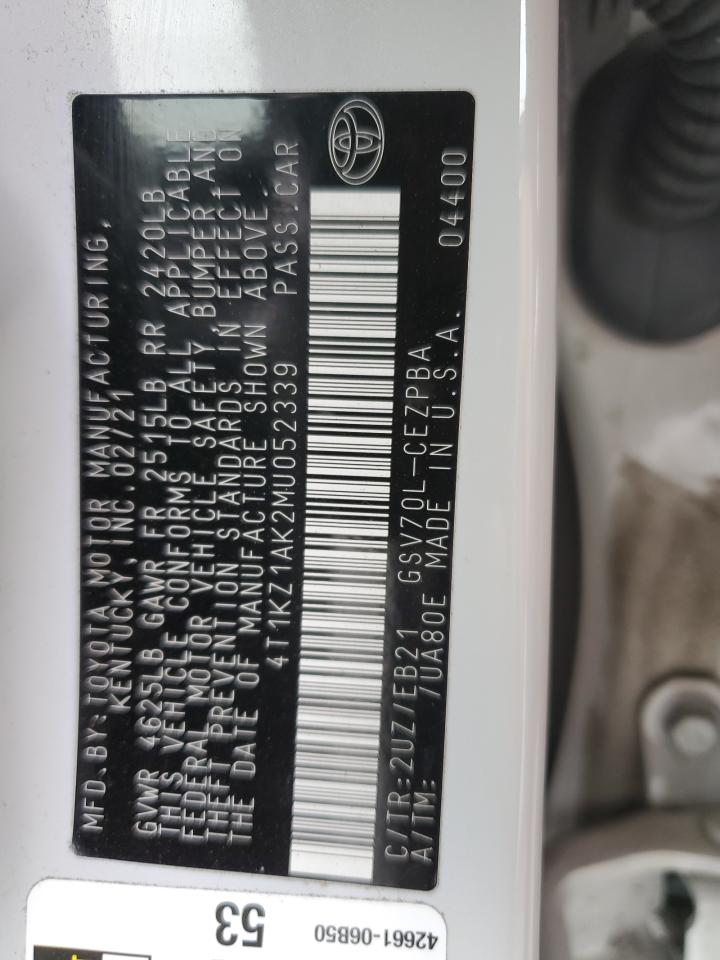 MFD. BY: TOYOTA MOTOR MANUFACTURING,
KENTUCKY, INC. 02/21
GVWR 4625LB GAWR FR 2515LB RR 2420LB
THIS VEHICLE CONFORMS TO ALL APPLICABLE
FEDERAL MOTOR VEHICLE SAFETY, BUMPER AND
THEFT PREVENTION STANDARDS IN EFFECT ON
THE DATE OF MANUFACTURE SHOWN ABOVE.
4T1KZ1AK2MU052339 PASS.CAR
C/TR:2UZ/EB21 GSV70L-CEZPBA
A/TM: /UA80E MADE IN U.S.A. 04400
53
42661-06B50